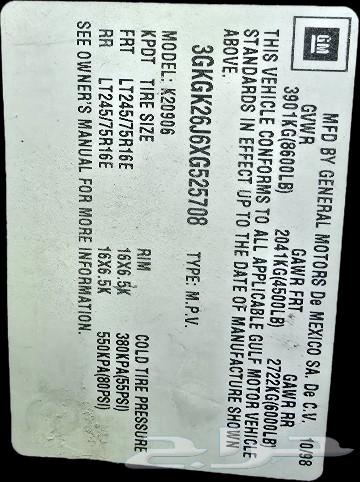 GM
MFD BY GENERAL MOTORS De MEXICO SA. De C.V. 10/98
GVWR GAWR FRT GAWR RR
3901KG(8600LB) 2041KG(4500LB) 2722KG(6000LB)
THIS VEHICLE CONFORMS TO ALL APPLICABLE GULF MOTOR VEHICLE
STANDARDS IN EFFECT UP TO THE DATE OF MANUFACTURE SHOWN
ABOVE.
3GKGK26J6XG525708 TYPE: M.P.V.
MODEL: K20906
KPDT TIRE SIZE RIM COLD TIRE PRESSURE
FRT LT245/75R16E 16X6.5K 380KPA(55PSI)
RR LT245/75R16E 16X6.5K 550KPA(80PSI)
SEE OWNER'S MANUAL FOR MORE INFORMATION.
حراج